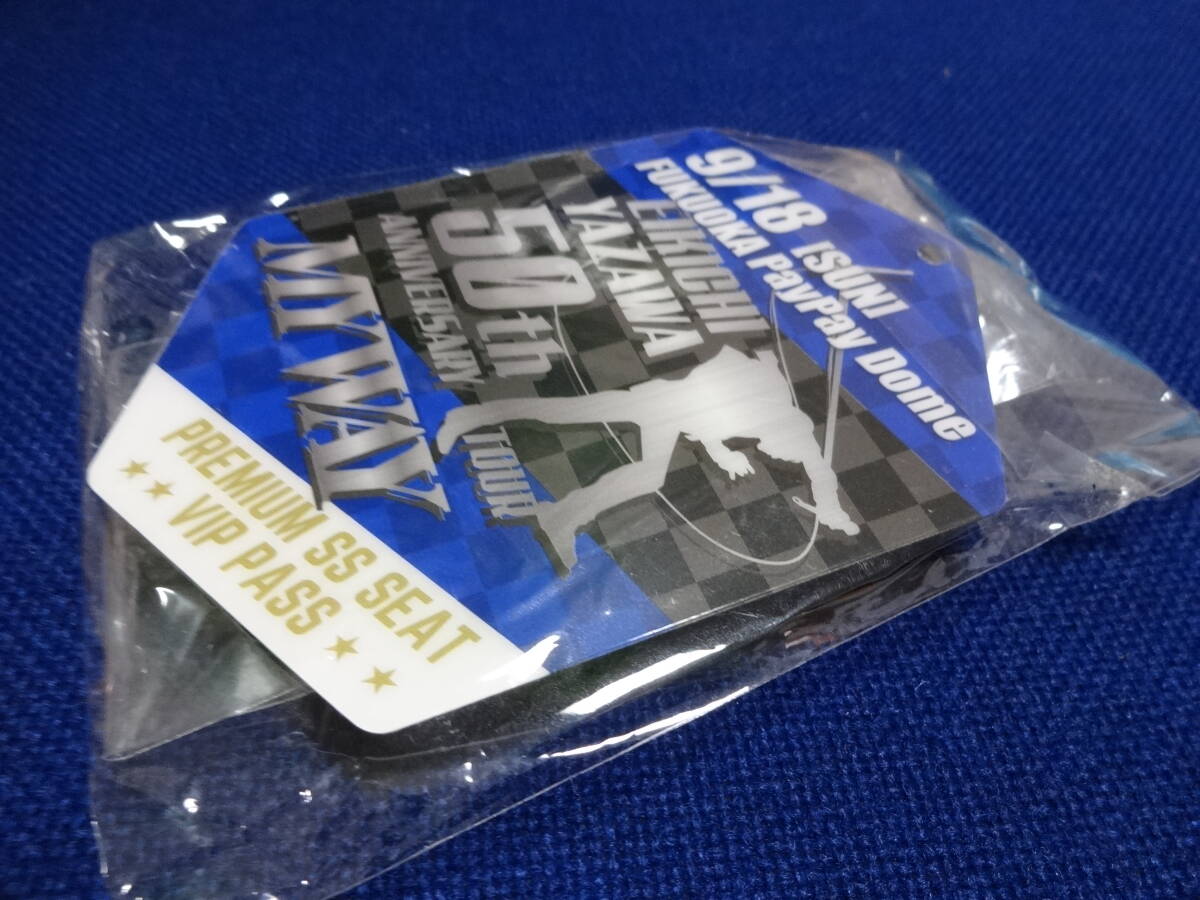 9/18 [SUN]
FUKUOKA PayPay Dome
EIKICHI
YAZAWA
50th
ANNIVERSARY
TOUR
MY WAY
PREMIUM SS SEAT
★ ★ VIP PASS ★ ★